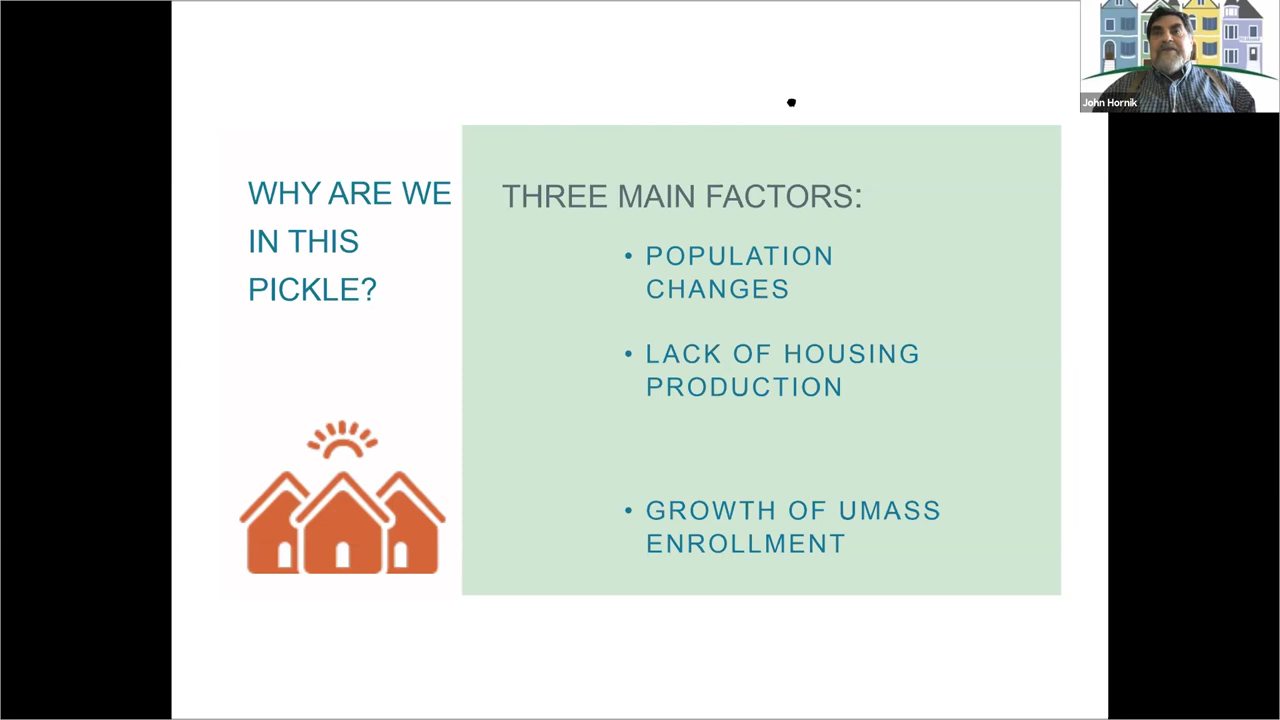 John Hornik
WHY ARE WE
IN THIS
PICKLE?
THREE MAIN FACTORS:
• POPULATION
CHANGES
• LACK OF HOUSING
PRODUCTION
• GROWTH OF UMASS
ENROLLMENT